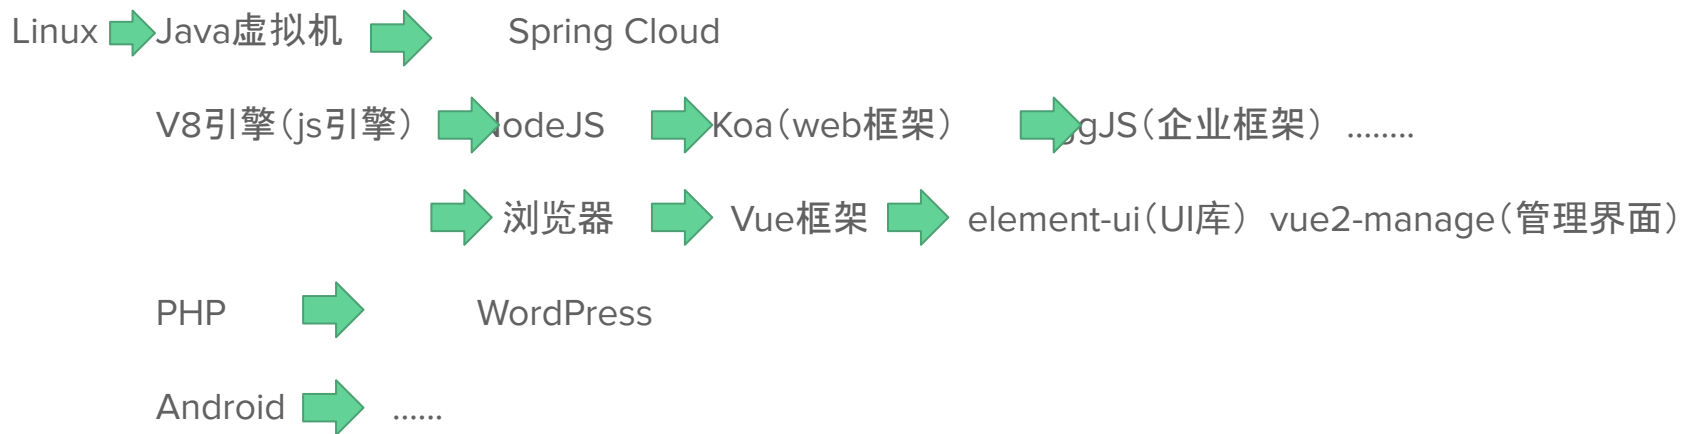 Linux Java虚拟机 Spring Cloud
V8引擎（js引擎） odeJS Koa（web框架） gJS（企业框架） ........
浏览器 Vue框架 element-ui（UI库） vue2-manage（管理界面）
PHP WordPress
Android ......